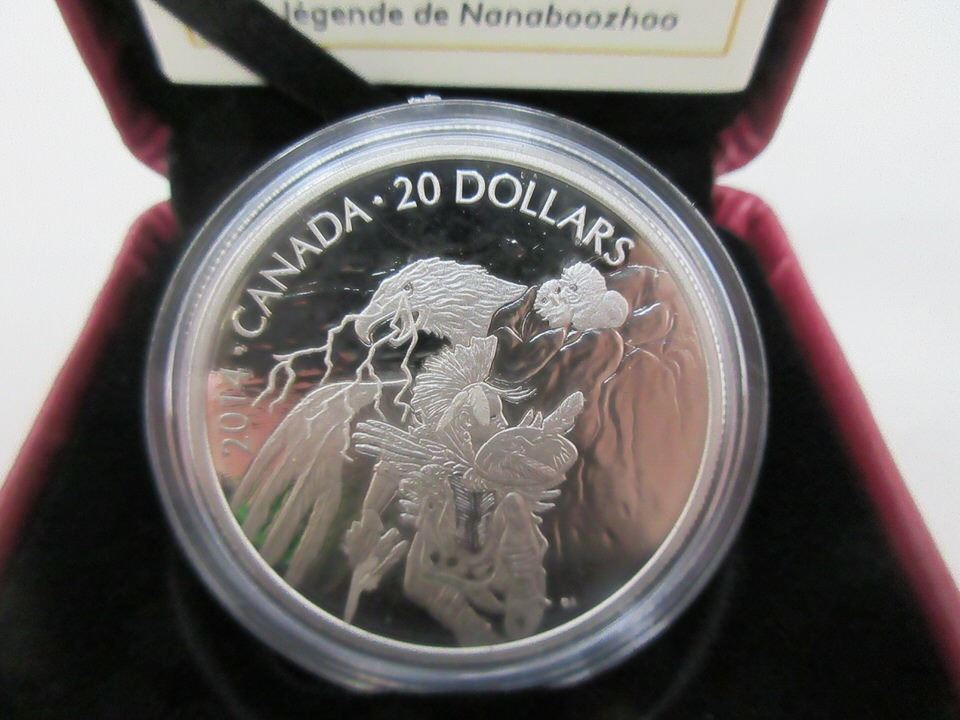 légende de Nanaboozhoo
2014 • CANADA • 20 DOLLARS